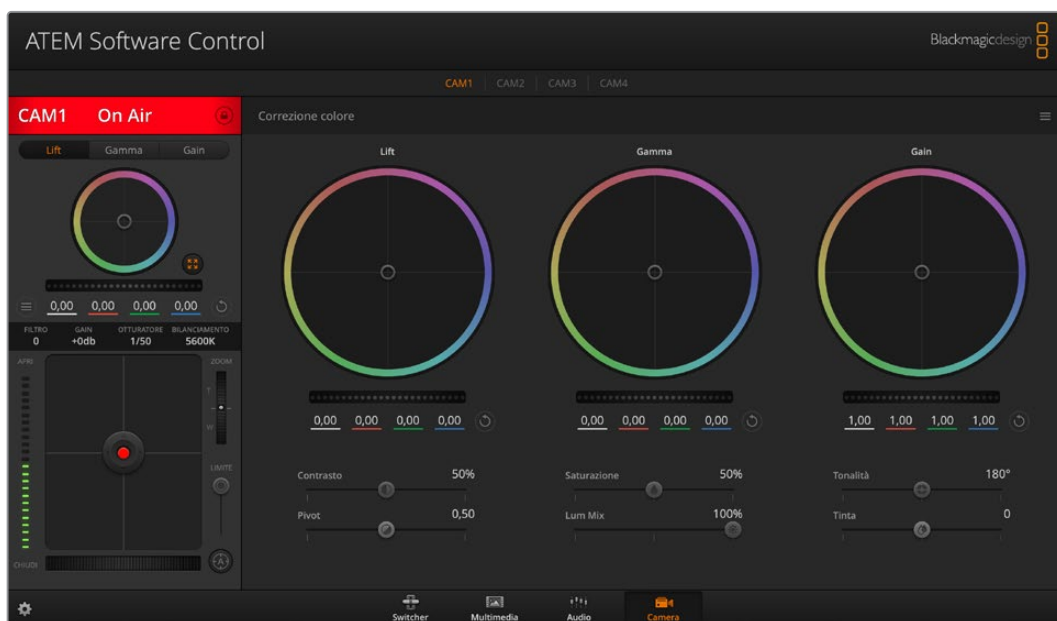 ATEM Software Control
Blackmagicdesign
CAM1 CAM2 CAM3 CAM4
CAM1 On Air
Correzione colore
Lift Gamma Gain
Lift
Gamma
Gain
0,00 0,00 0,00 0,00
FILTRO GAIN OTTURATORE BILANCIAMENTO
0 +0db 1/50 5600K
APRI
ZOOM
T
W
LIMITE
A
CHIUDI
0,00 0,00 0,00 0,00
0,00 0,00 0,00 0,00
1,00 1,00 1,00 1,00
Contrasto 50%
Saturazione 50%
Tonalità 180°
Pivot 0,50
Lum Mix 100%
Tinta 0
Switcher Multimedia Audio Camera